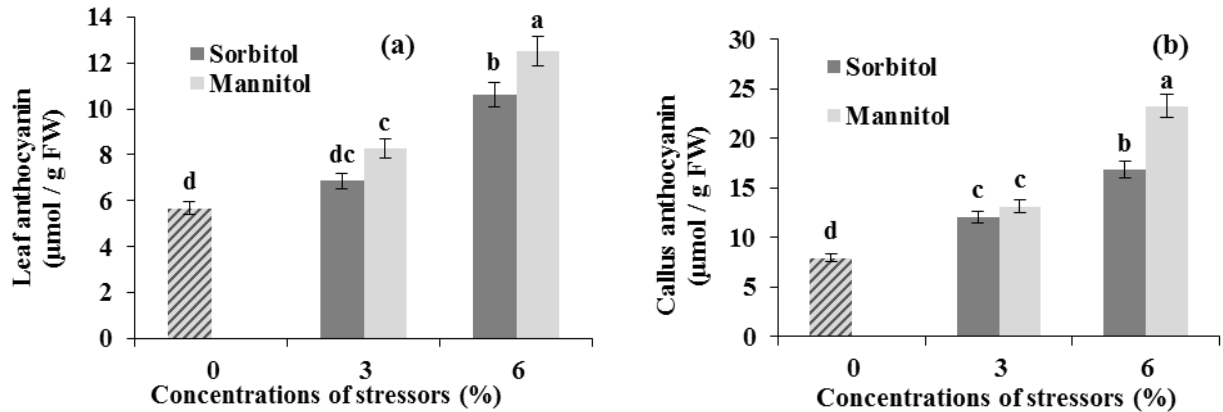 Leaf anthocyanin
(µmol / g FW)
14
12
10
8
6
4
2
0
Sorbitol
Mannitol
(a)
d
dc
c
b
a
0 3 6
Concentrations of stressors (%)
Callus anthocyanin
(µmol / g FW)
30
25
20
15
10
5
0
Sorbitol
Mannitol
(b)
d
c
c
b
a
0 3 6
Concentrations of stressors (%)